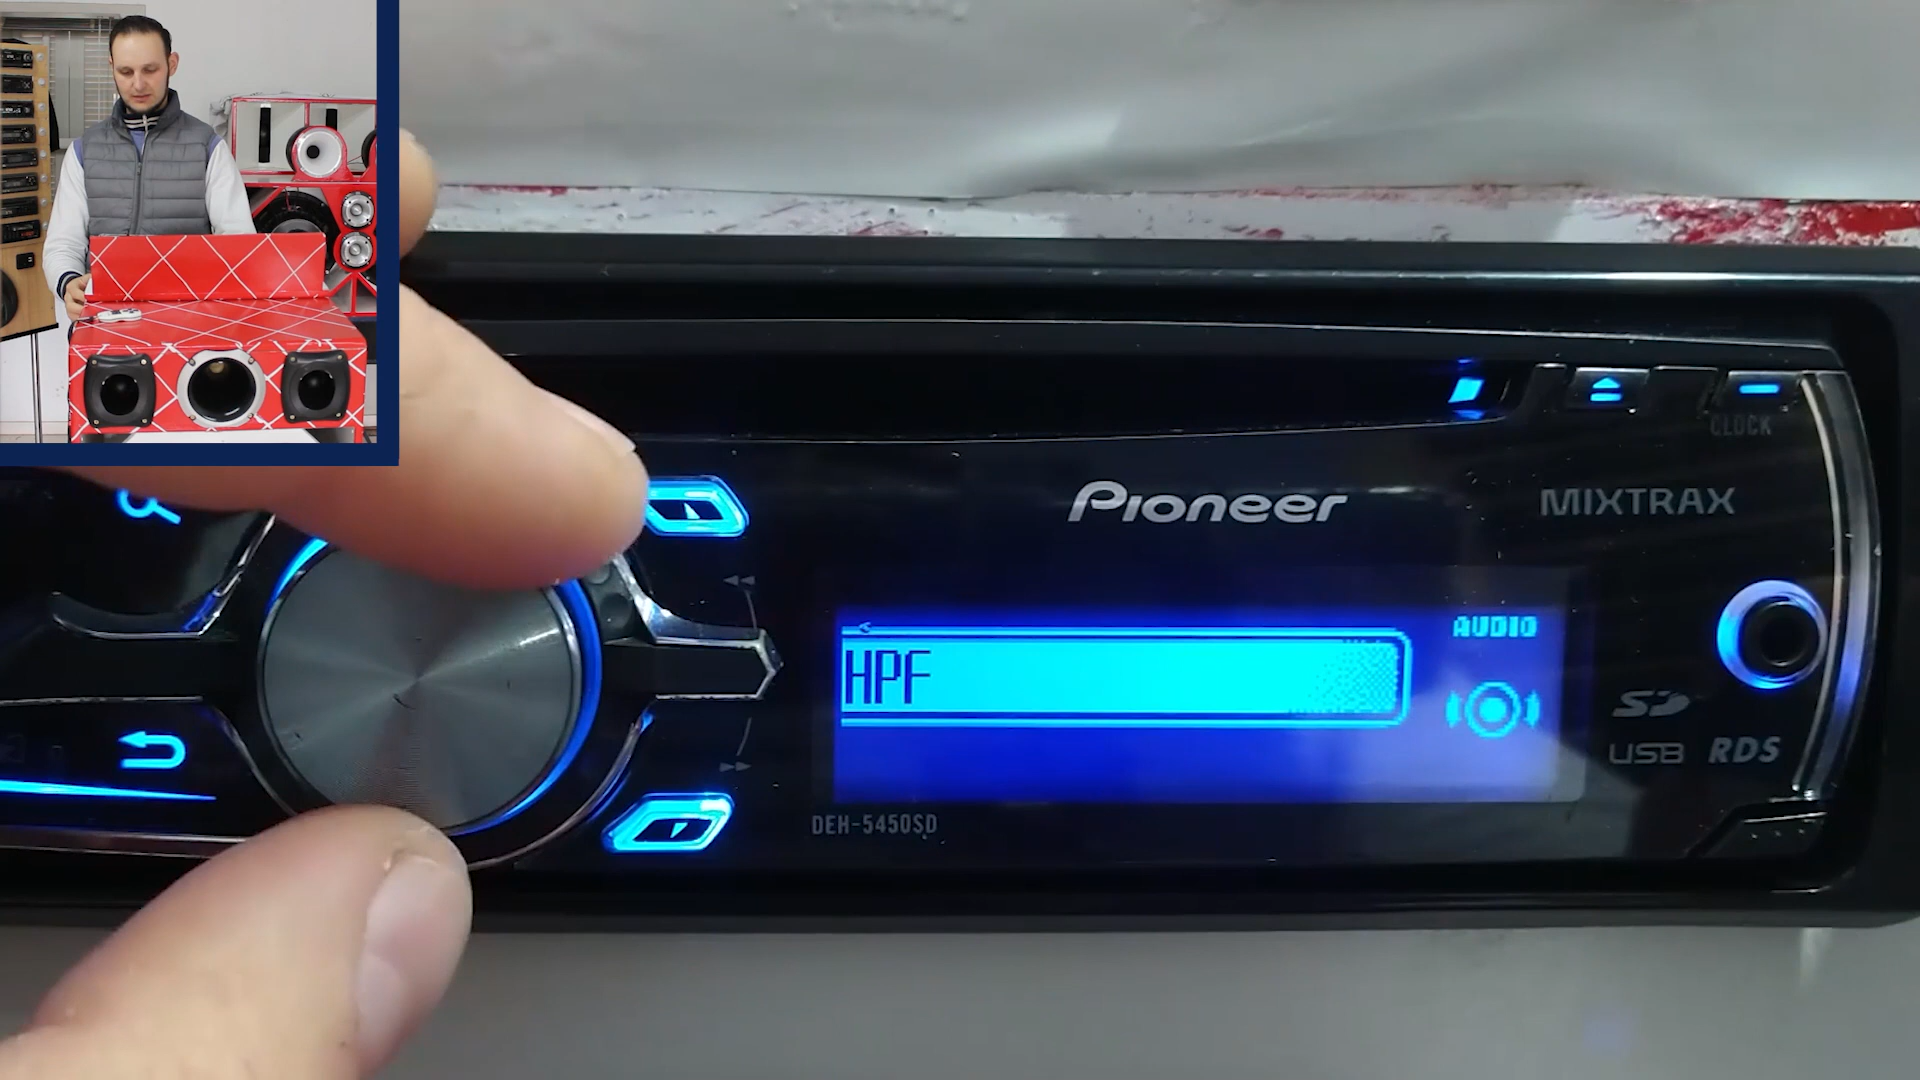 CLOCK
Pioneer
MIXTRAX
AUDIO
HPF
SD
USB RDS
DEH-5450SD